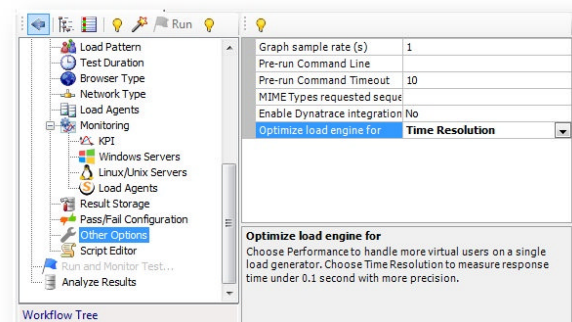 Run
Load Pattern
Test Duration
Browser Type
Network Type
Load Agents
Monitoring
KPI
Windows Servers
Linux/Unix Servers
Load Agents
Result Storage
Pass/Fail Configuration
Other Options
Script Editor
Run and Monitor Test...
Analyze Results
Workflow Tree
Graph sample rate (s) 1
Pre-run Command Line
Pre-run Command Timeout 10
MIME Types requested seque
Enable Dynatrace integration No
Optimize load engine for Time Resolution
Optimize load engine for
Choose Performance to handle more virtual users on a single
load generator. Choose Time Resolution to measure response
time under 0.1 second with more precision.